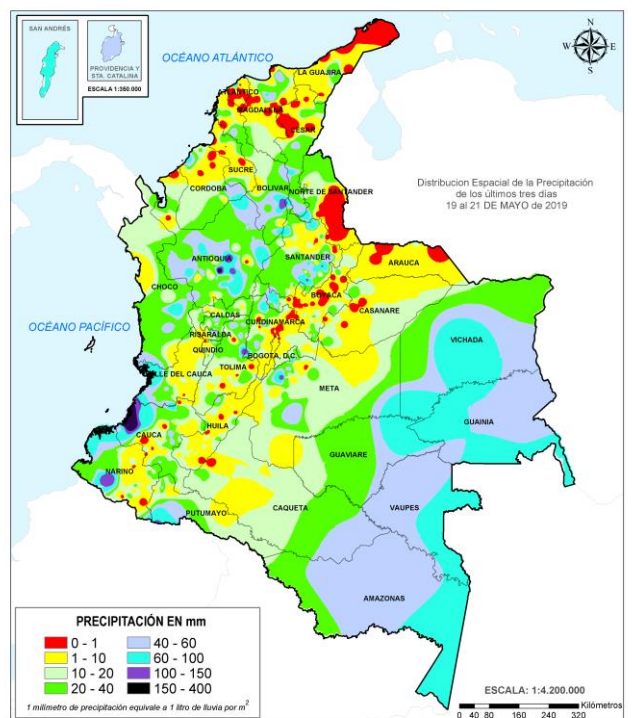 SAN ANDRÉS
PROVIDENCIA Y
STA. CATALINA
ESCALA 1:350.000
OCÉANO ATLÁNTICO
N
W E
S
LA GUAJIRA
ATLÁNTICO
MAGDALENA
CESAR
SUCRE
CORDOBA
BOLIVAR
NORTE DE SANTANDER
Distribucion Espacial de la Precipitación
de los últimos tres días
19 al 21 DE MAYO de 2019
ANTIOQUIA
SANTANDER
ARAUCA
CHOCO
BOYACA
CASANARE
CALDAS
CUNDINAMARCA
OCÉANO PACÍFICO
RISARALDA
VICHADA
QUINDIO
BOGOTA, D.C.
VALLE DEL CAUCA
TOLIMA
META
GUAINIA
CAUCA
HUILA
GUAVIARE
NARIÑO
CAQUETA
VAUPES
PUTUMAYO
AMAZONAS
PRECIPITACIÓN EN mm
0 - 1 40 - 60
1 - 10 60 - 100
10 - 20 100 - 150
20 - 40 150 - 400
1 milimetro de precipitación equivale a 1 litro de lluvia por m2
ESCALA: 1:4.200.000
Kilómetros
40 80 160 240 320